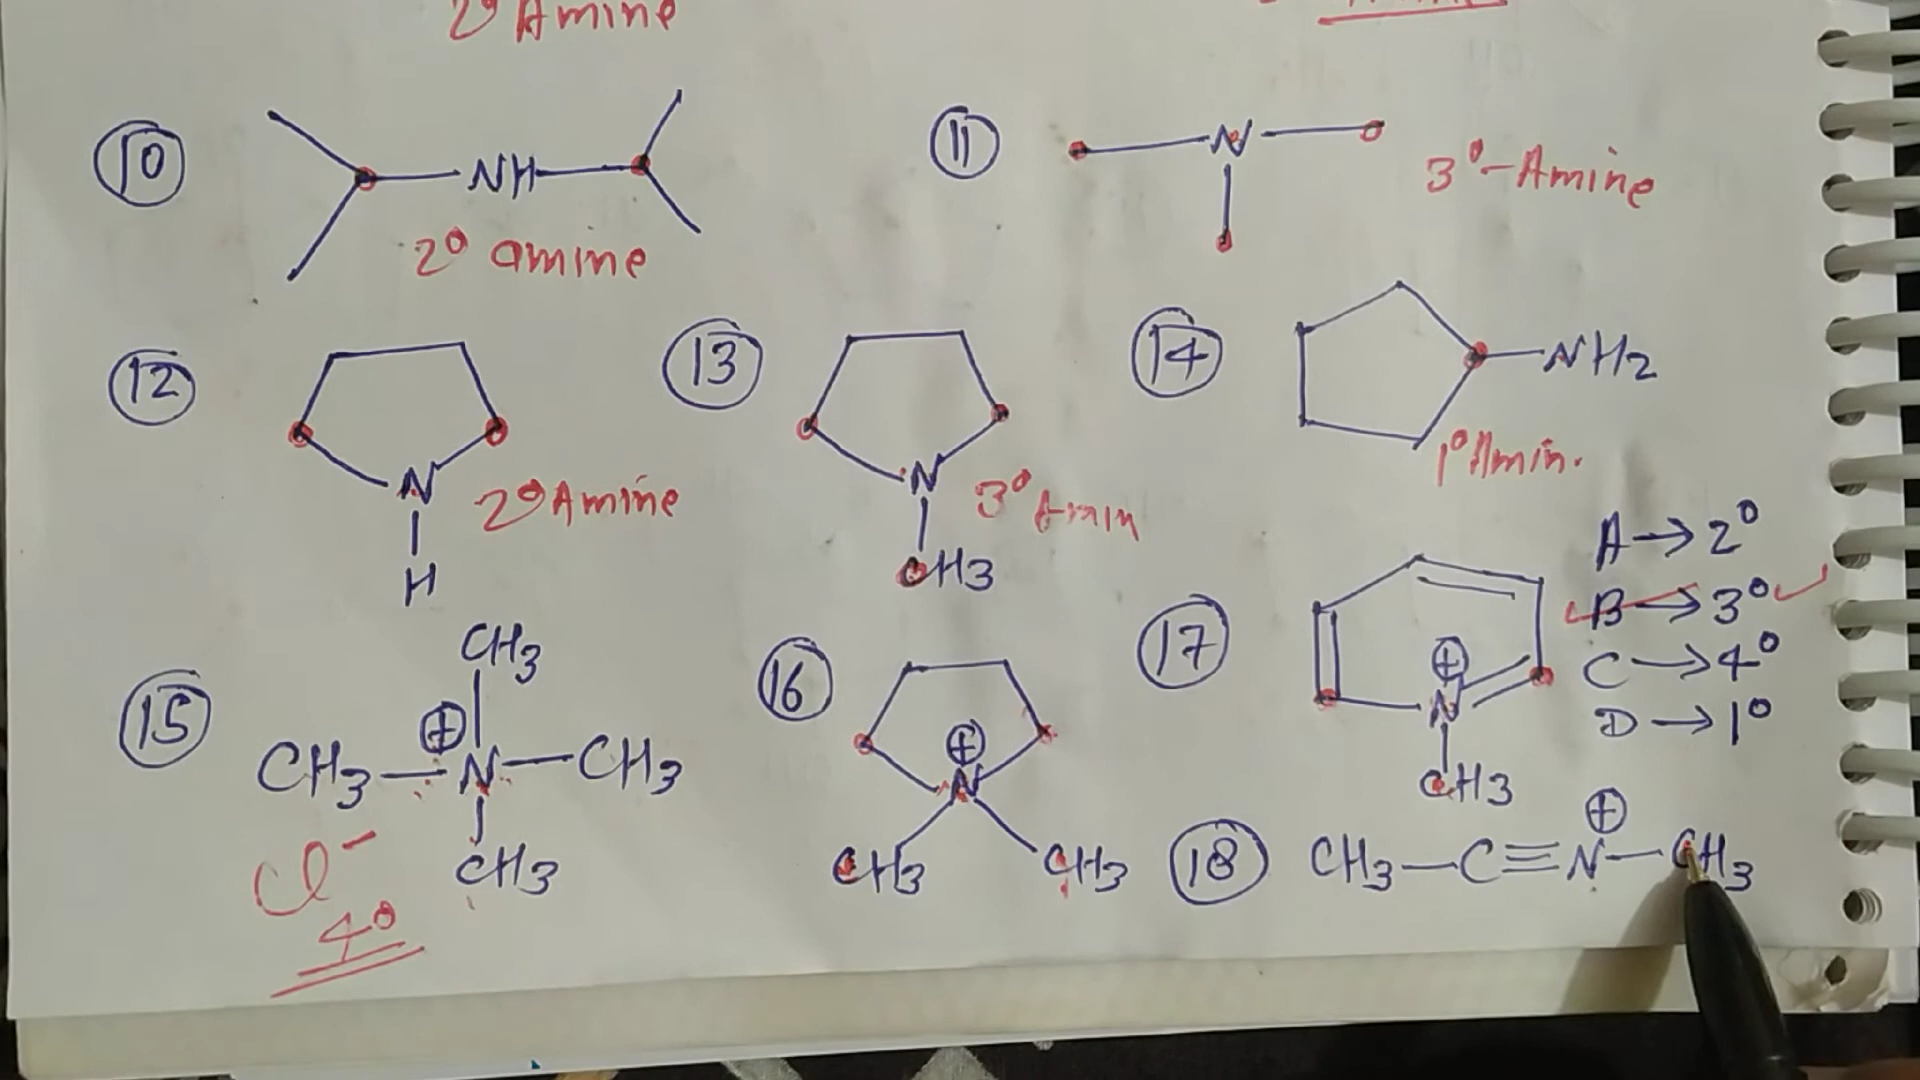 2° Amine
10 NH
2° amine
11 N
3°-Amine
12 N
H
2° Amine
13 N
CH3
3° Amin
14 NH2
1° Amin.
15 CH3
CH3 N CH3
⊕
CH3
Cl-
4°
16 ⊕
N
CH3 CH3
17 ⊕
N
CH3
A → 2°
B → 3° ✓
C → 4°
D → 1°
⊕
18 CH3-C≡N-CH3